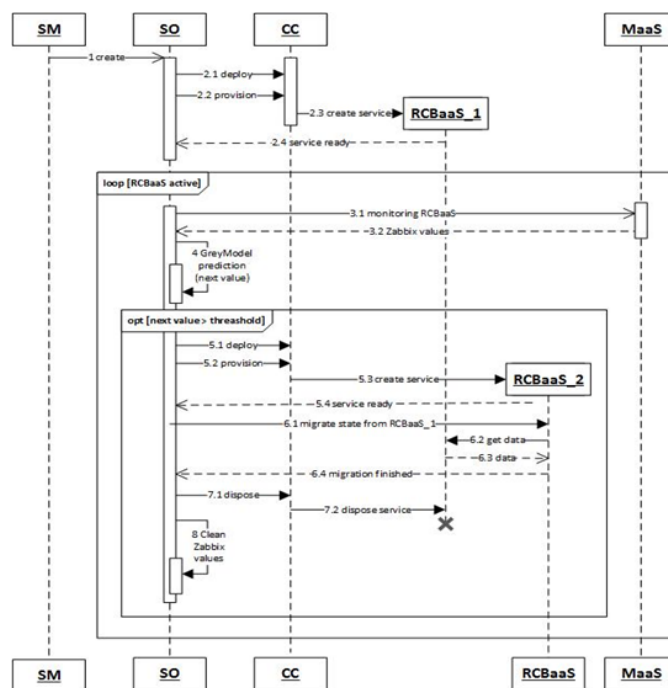 SM
SO
CC
MaaS
1 create
2.1 deploy
2.2 provision
2.3 create service
RCBaaS_1
2.4 service ready
loop [RCBaaS active]
3.1 monitoring RCBaaS
3.2 Zabbix values
4 GreyModel
prediction
(next value)
opt [next value> threashold]
5.1 deploy
5.2 provision
5.3 create service
RCBaaS_2
5.4 service ready
6.1 migrate state from RCBaaS_1
6.2 get data
6.3 data
6.4 migration finished
7.1 dispose
7.2 dispose service
8 Clean
Zabbix
values
SM
SO
CC
RCBaaS
MaaS